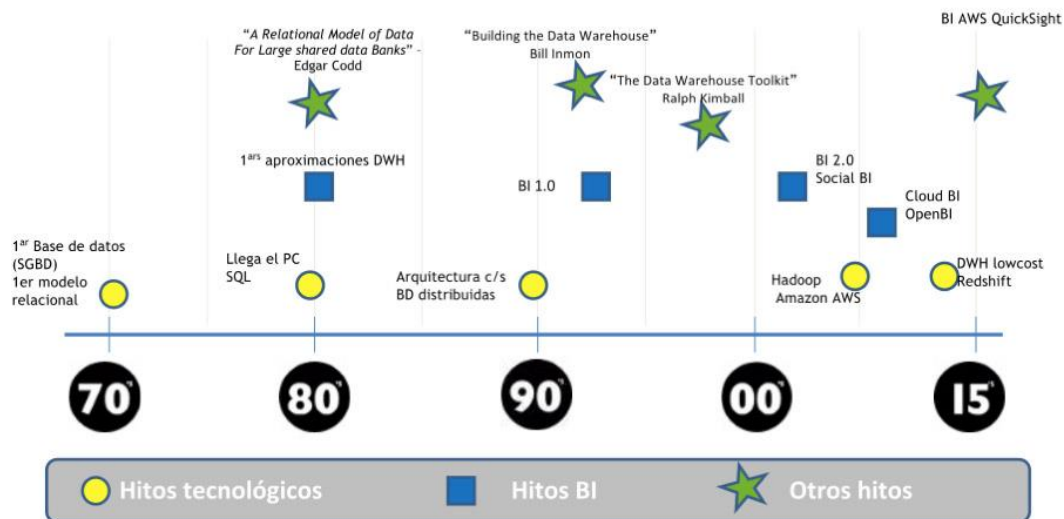 BI AWS QuickSight
“A Relational Model of Data
For Large shared data Banks” –
Edgar Codd
“Building the Data Warehouse”
Bill Inmon
“The Data Warehouse Toolkit”
Ralph Kimball
1ars aproximaciones DWH
BI 1.0
BI 2.0
Social BI
Cloud BI
OpenBI
1ar Base de datos
(SGBD)
1er modelo
relacional
Llega el PC
SQL
Arquitectura c/s
BD distribuidas
Hadoop
Amazon AWS
DWH lowcost
Redshift
70's
80's
90's
00's
15's
Hitos tecnológicos
Hitos BI
Otros hitos